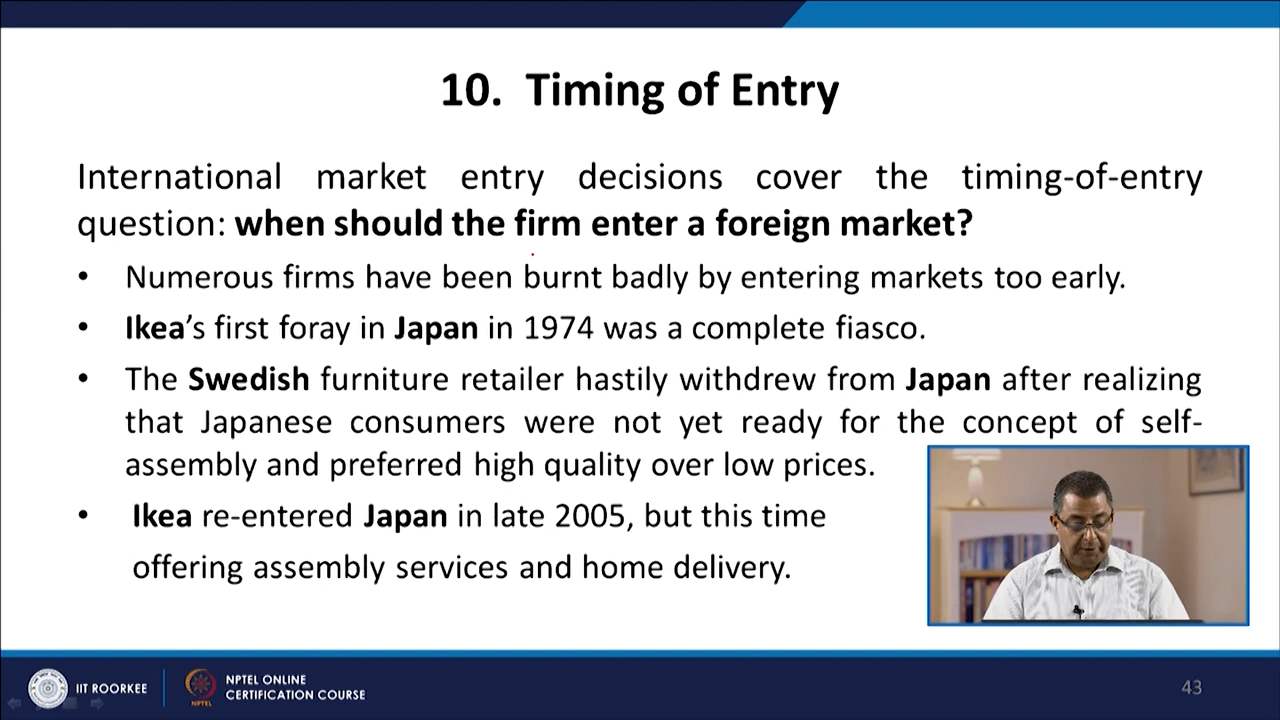 10. Timing of Entry
International market entry decisions cover the timing-of-entry
question: when should the firm enter a foreign market?
• Numerous firms have been burnt badly by entering markets too early.
• Ikea's first foray in Japan in 1974 was a complete fiasco.
• The Swedish furniture retailer hastily withdrew from Japan after realizing
that Japanese consumers were not yet ready for the concept of self-
assembly and preferred high quality over low prices.
• Ikea re-entered Japan in late 2005, but this time
offering assembly services and home delivery.
IIT ROORKEE
NPTEL
NPTEL ONLINE
CERTIFICATION COURSE
43